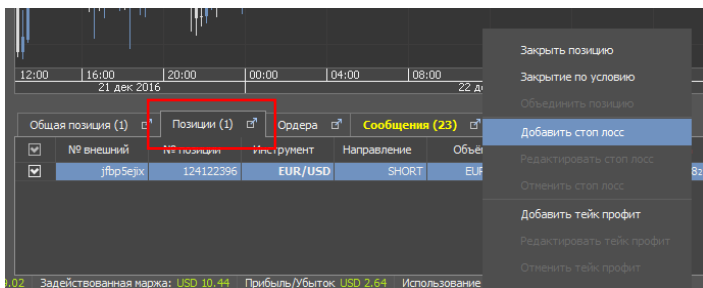 12:00 16:00 20:00 00:00 04:00 08:00
21 дек 2016 22 д
Закрыть позицию
Закрытие по условию
Объединить позицию
Добавить стоп лосс
Редактировать стоп лосс
Отменить стоп лосс
Добавить тейк профит
Редактировать тейк профит
Отменить тейк профит
Общая позиция (1) Позиции (1) Ордера Сообщения (23)
№ внешний № позиции Инструмент Направление Объё
jfbp5ejix 124122396 EUR/USD SHORT EUR
9.02 Задействованная маржа: USD 10.44 Прибыль/Убыток USD 2.64 Использование